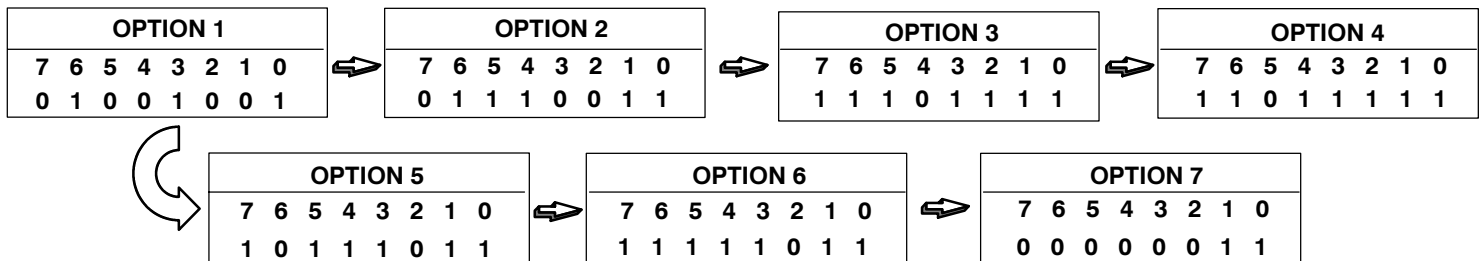 OPTION 1
7 6 5 4 3 2 1 0
0 1 0 0 1 0 0 1
OPTION 2
7 6 5 4 3 2 1 0
0 1 1 1 0 0 1 1
OPTION 3
7 6 5 4 3 2 1 0
1 1 1 0 1 1 1 1
OPTION 4
7 6 5 4 3 2 1 0
1 1 0 1 1 1 1 1
OPTION 5
7 6 5 4 3 2 1 0
1 0 1 1 1 0 1 1
OPTION 6
7 6 5 4 3 2 1 0
1 1 1 1 1 0 1 1
OPTION 7
7 6 5 4 3 2 1 0
0 0 0 0 0 0 1 1